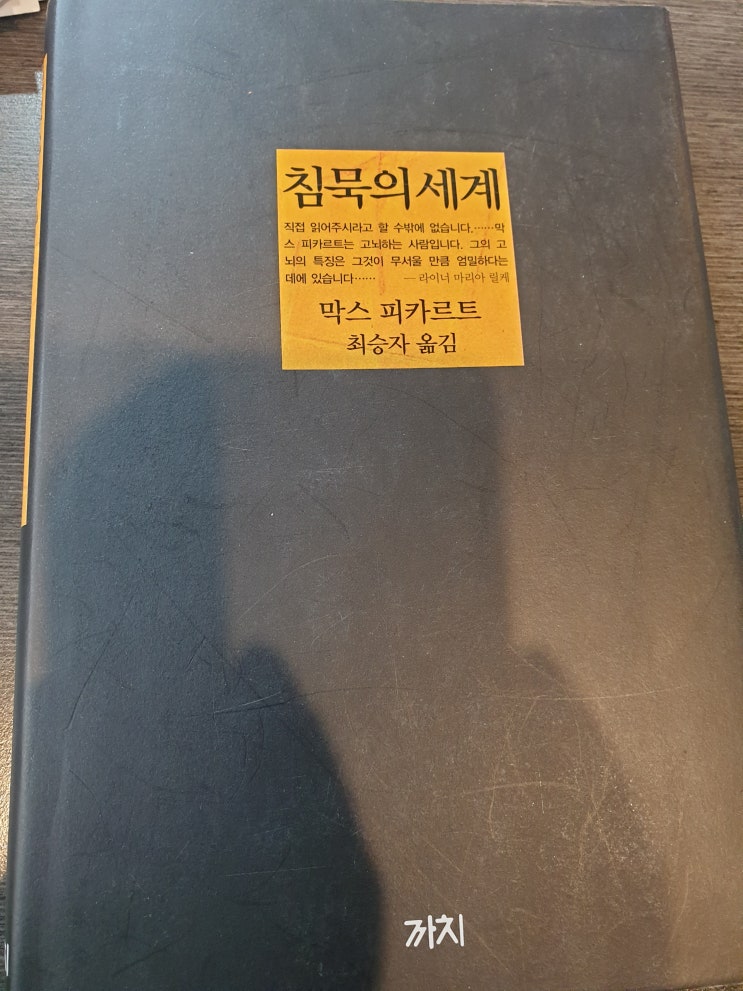 침묵의 세계
직접 읽어주시라고 할 수밖에 없습니다.……막
스 피카르트는 고뇌하는 사람입니다. 그의 고
뇌의 특징은 그것이 무서울 만큼 엄밀하다는
데에 있습니다…… — 라이너 마리아 릴케
막스 피카르트
최승자 옮김
까치